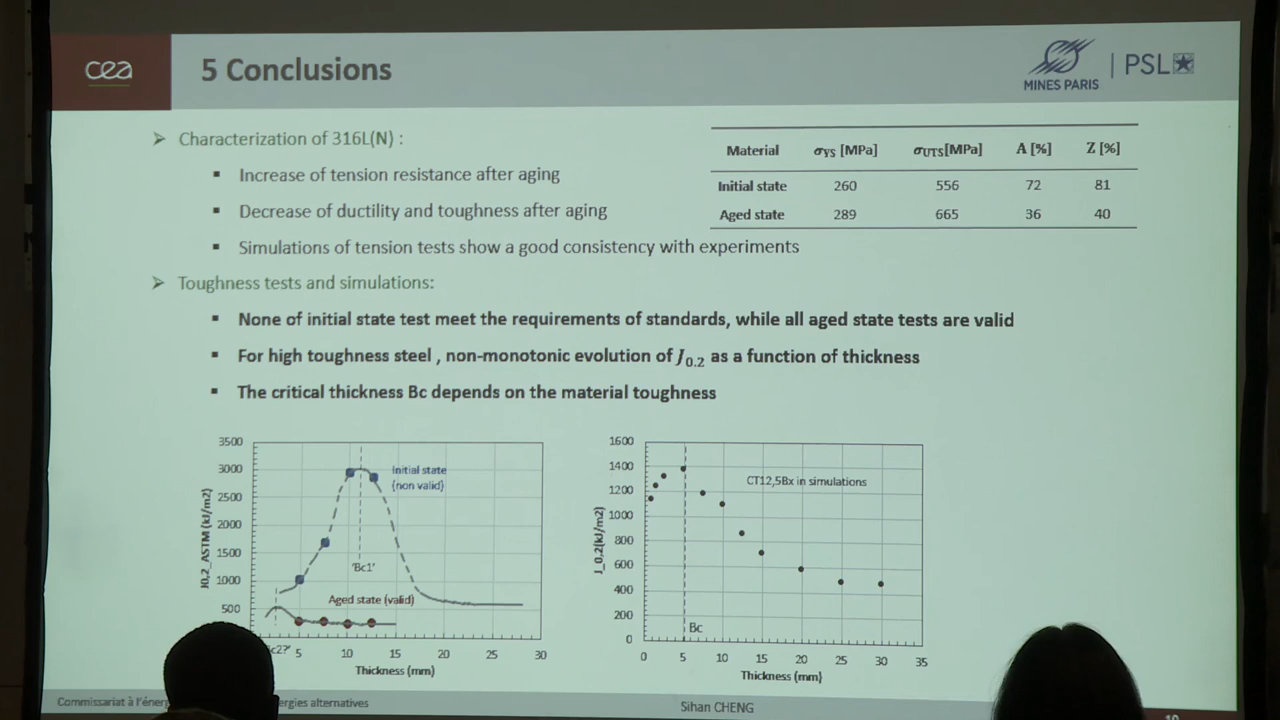 cea
5 Conclusions
MINES PARIS
PSL
Characterization of 316L(N) :
Increase of tension resistance after aging
Decrease of ductility and toughness after aging
Simulations of tension tests show a good consistency with experiments
Material σYS [MPa] σUTS[MPa] A [%] Z [%]
Initial state 260 556 72 81
Aged state 289 665 36 40
Toughness tests and simulations:
None of initial state test meet the requirements of standards, while all aged state tests are valid
For high toughness steel , non-monotonic evolution of J0.2 as a function of thickness
The critical thickness Bc depends on the material toughness
J0,2_ASTM (kJ/m2)
3500
3000
2500
2000
1500
1000
500
Initial state
(non valid)
'Bc1'
Aged state (valid)
5 10 15 20 25 30
Thickness (mm)
J_0,2(kJ/m2)
1600
1400
1200
1000
800
600
400
200
0
CT12,5Bx in simulations
Bc
0 5 10 15 20 25 30 35
Thickness (mm)
Commissariat à l'éner ergies alternatives
Sihan CHENG